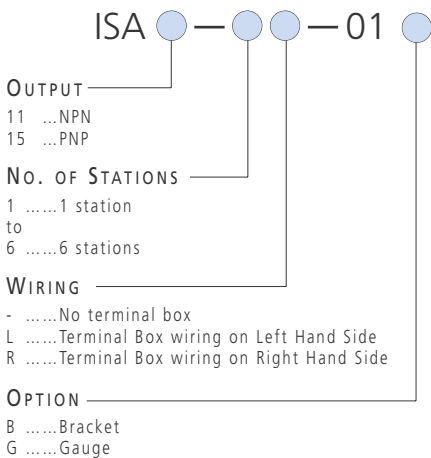 ISA — — 01
OUTPUT
11 ...NPN
15 ...PNP
NO. OF STATIONS
1 ......1 station
to
6 ......6 stations
WIRING
- ......No terminal box
L ......Terminal Box wiring on Left Hand Side
R ......Terminal Box wiring on Right Hand Side
OPTION
B ......Bracket
G ......Gauge